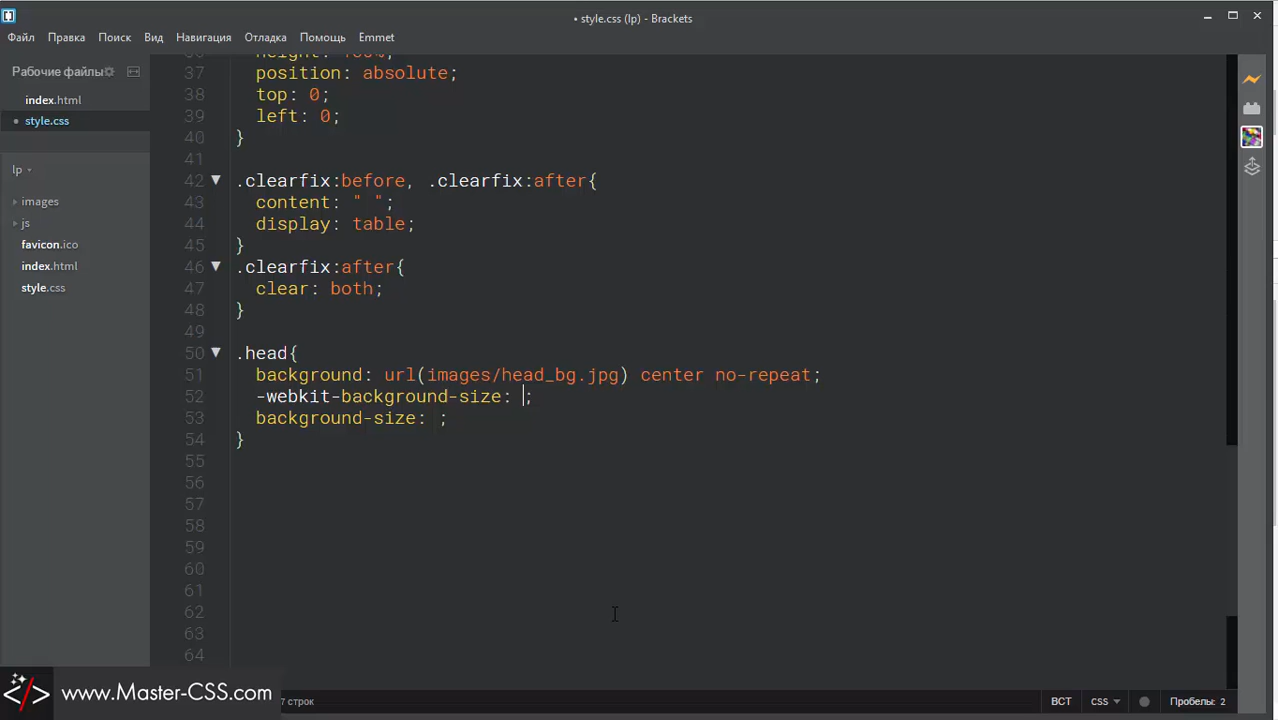 • style.css (lp) - Brackets
Файл Правка Поиск Вид Навигация Отладка Помощь Emmet
Рабочие файлы
index.html
• style.css
lp
images
js
favicon.ico
index.html
style.css
37 position: absolute;
38 top: 0;
39 left: 0;
40 }
41
42 .clearfix:before, .clearfix:after{
43 content: " ";
44 display: table;
45 }
46 .clearfix:after{
47 clear: both;
48 }
49
50 .head{
51 background: url(images/head_bg.jpg) center no-repeat;
52 -webkit-background-size: ;
53 background-size: ;
54 }
55
56
57
58
59
60
61
62
63
64
</> www.Master-CSS.com
7 строк ВСТ CSS Пробелы: 2